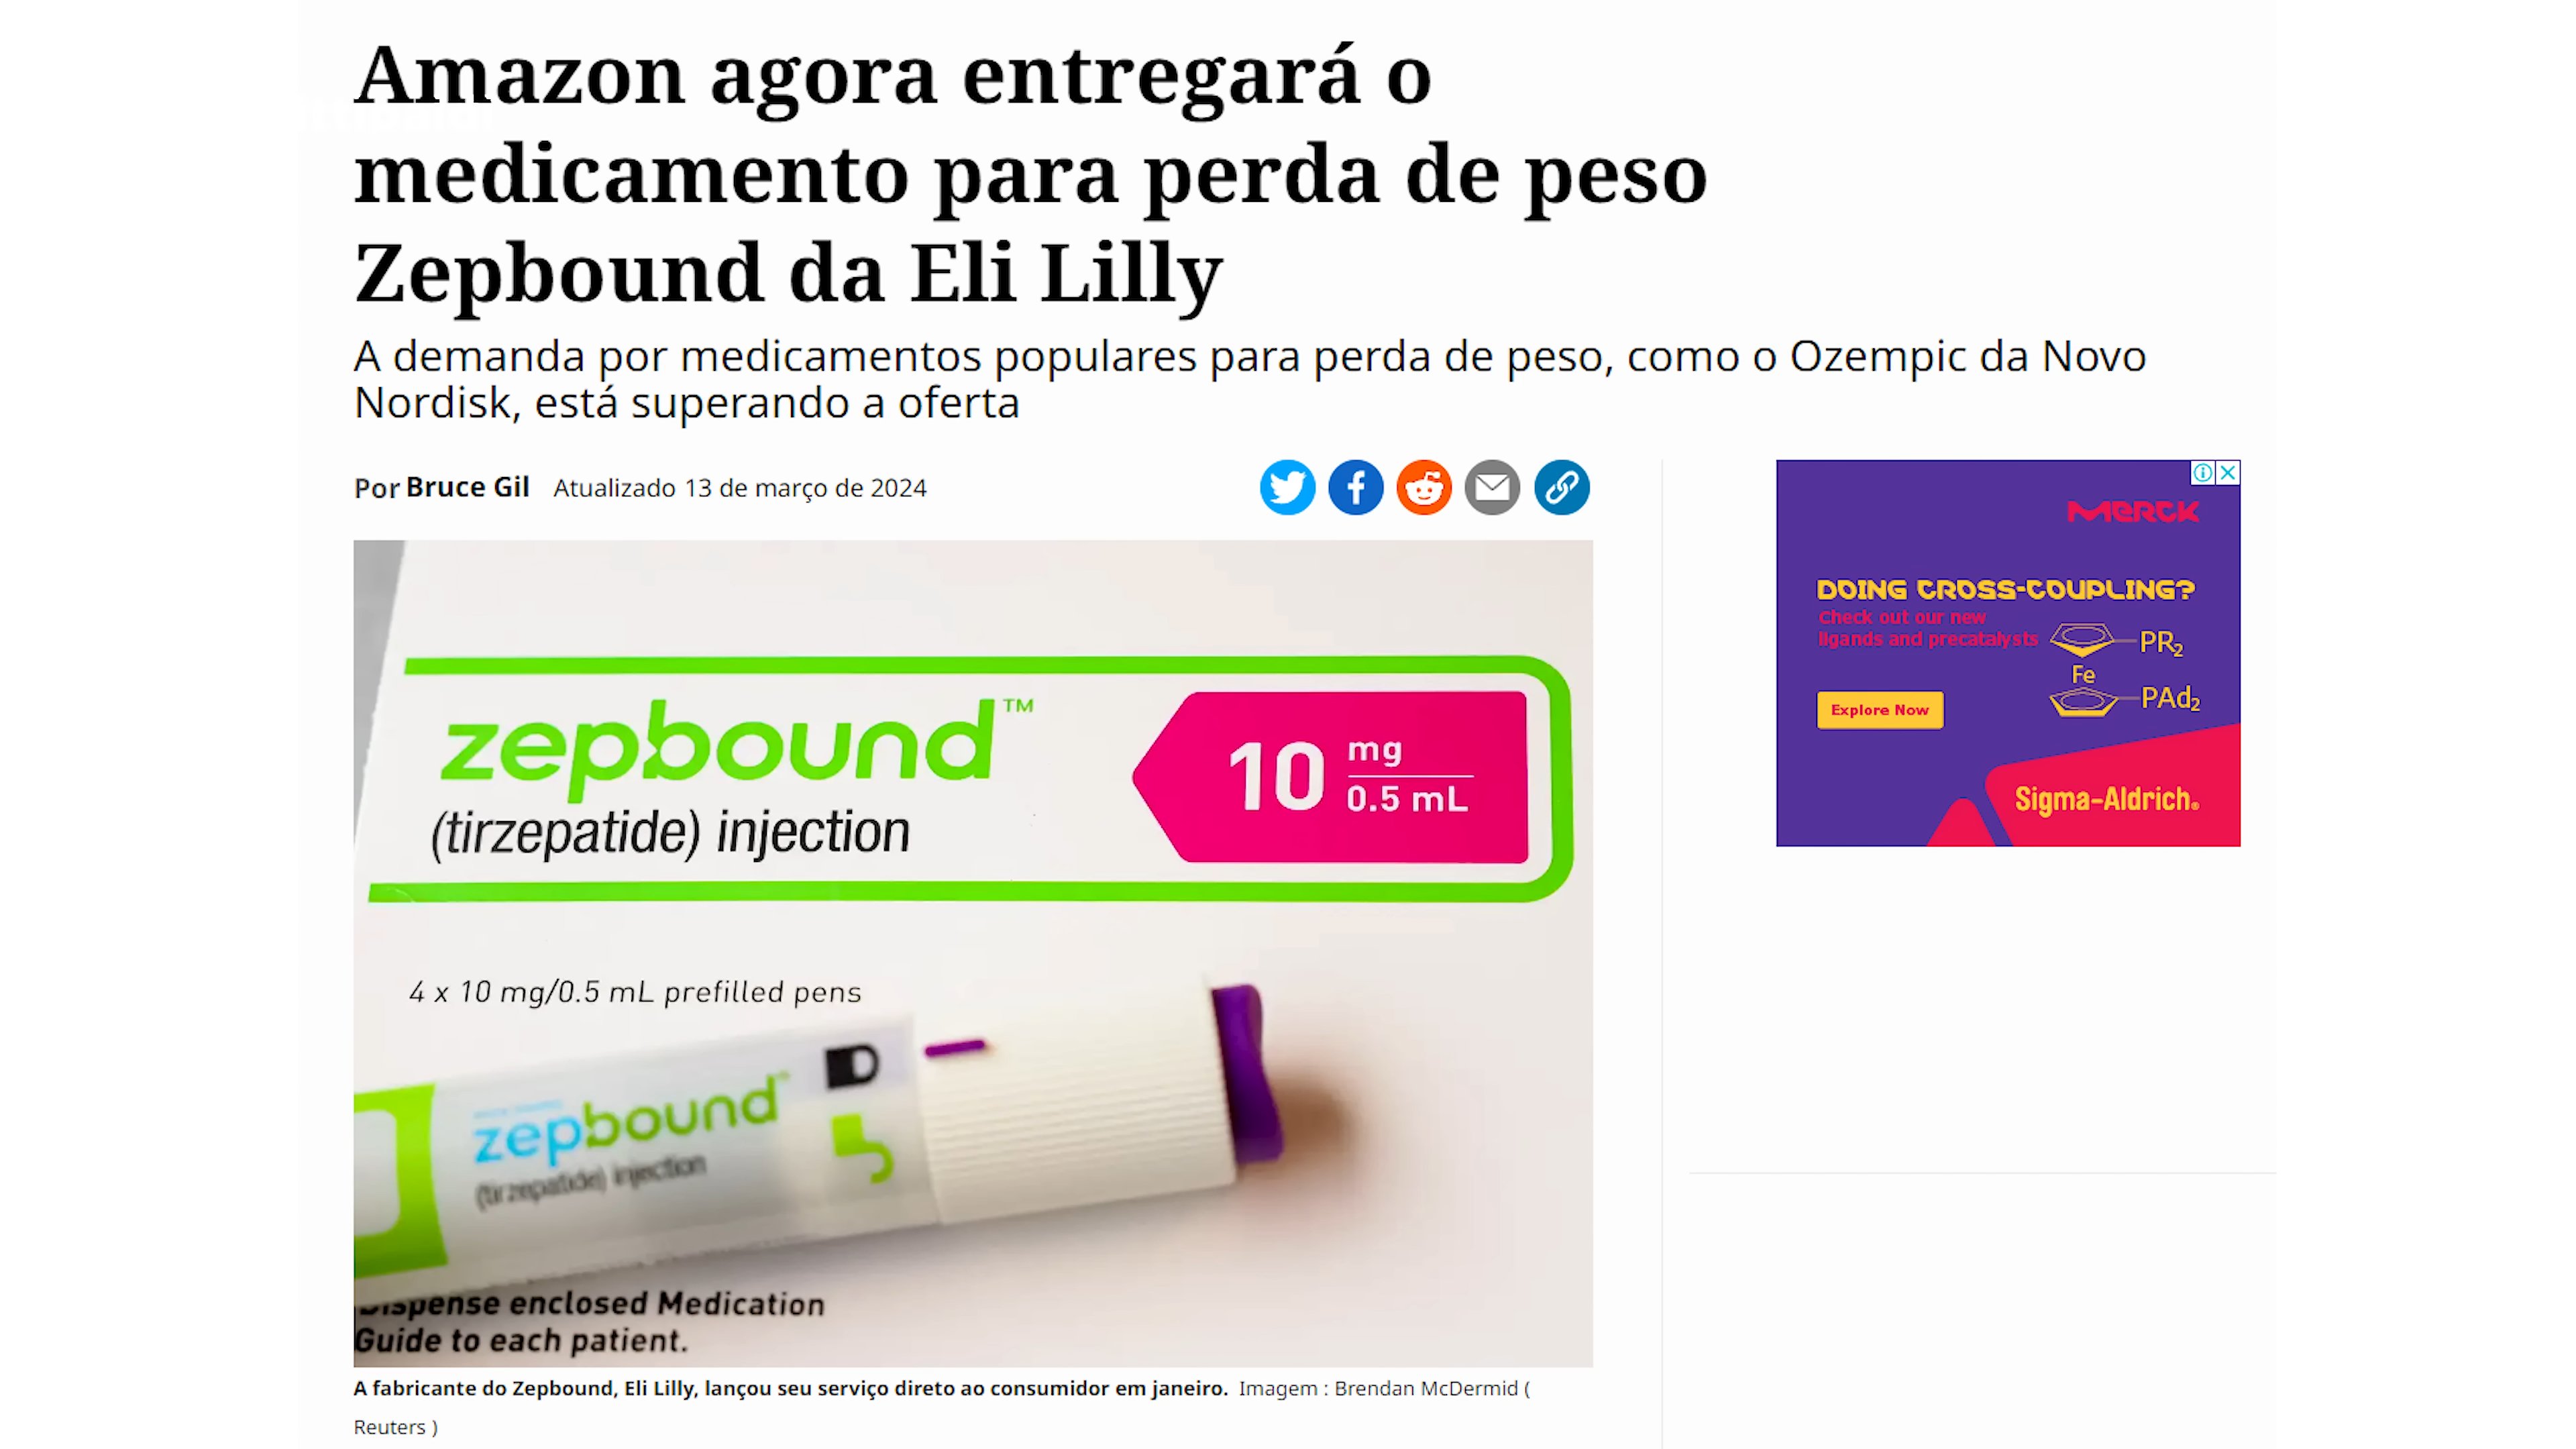 Amazon agora entregará o
medicamento para perda de peso
Zepbound da Eli Lilly
A demanda por medicamentos populares para perda de peso, como o Ozempic da Novo
Nordisk, está superando a oferta
Por Bruce Gil Atualizado 13 de março de 2024
zepbound™
(tirzepatide) injection
10 mg
0.5 mL
4 x 10 mg/0.5 mL prefilled pens
zepbound
(tirzepatide) injection
Dispense enclosed Medication
Guide to each patient.
A fabricante do Zepbound, Eli Lilly, lançou seu serviço direto ao consumidor em janeiro. Imagem : Brendan McDermid (
Reuters )
MERCK
DOING CROSS-COUPLING?
Check out our new
ligands and precatalysts
PR2
Fe
PAd2
Explore Now
Sigma-Aldrich®